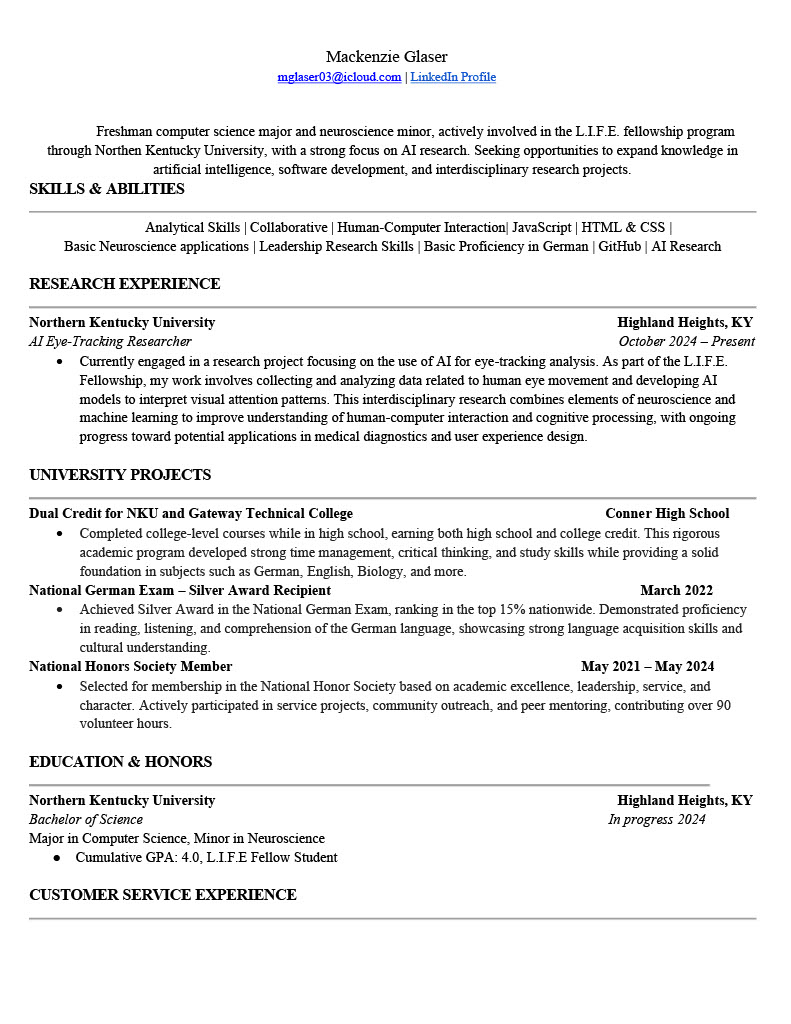 Mackenzie Glaser
mglaser03@icloud.com | LinkedIn Profile
Freshman computer science major and neuroscience minor, actively involved in the L.I.F.E. fellowship program
through Northen Kentucky University, with a strong focus on AI research. Seeking opportunities to expand knowledge in
artificial intelligence, software development, and interdisciplinary research projects.
SKILLS & ABILITIES
Analytical Skills | Collaborative | Human-Computer Interaction| JavaScript | HTML & CSS |
Basic Neuroscience applications | Leadership Research Skills | Basic Proficiency in German | GitHub | AI Research
RESEARCH EXPERIENCE
Northern Kentucky University Highland Heights, KY
AI Eye-Tracking Researcher October 2024 – Present
• Currently engaged in a research project focusing on the use of AI for eye-tracking analysis. As part of the L.I.F.E.
Fellowship, my work involves collecting and analyzing data related to human eye movement and developing AI
models to interpret visual attention patterns. This interdisciplinary research combines elements of neuroscience and
machine learning to improve understanding of human-computer interaction and cognitive processing, with ongoing
progress toward potential applications in medical diagnostics and user experience design.
UNIVERSITY PROJECTS
Dual Credit for NKU and Gateway Technical College Conner High School
• Completed college-level courses while in high school, earning both high school and college credit. This rigorous
academic program developed strong time management, critical thinking, and study skills while providing a solid
foundation in subjects such as German, English, Biology, and more.
National German Exam – Silver Award Recipient March 2022
• Achieved Silver Award in the National German Exam, ranking in the top 15% nationwide. Demonstrated proficiency
in reading, listening, and comprehension of the German language, showcasing strong language acquisition skills and
cultural understanding.
National Honors Society Member May 2021 – May 2024
• Selected for membership in the National Honor Society based on academic excellence, leadership, service, and
character. Actively participated in service projects, community outreach, and peer mentoring, contributing over 90
volunteer hours.
EDUCATION & HONORS
Northern Kentucky University Highland Heights, KY
Bachelor of Science In progress 2024
Major in Computer Science, Minor in Neuroscience
● Cumulative GPA: 4.0, L.I.F.E Fellow Student
CUSTOMER SERVICE EXPERIENCE